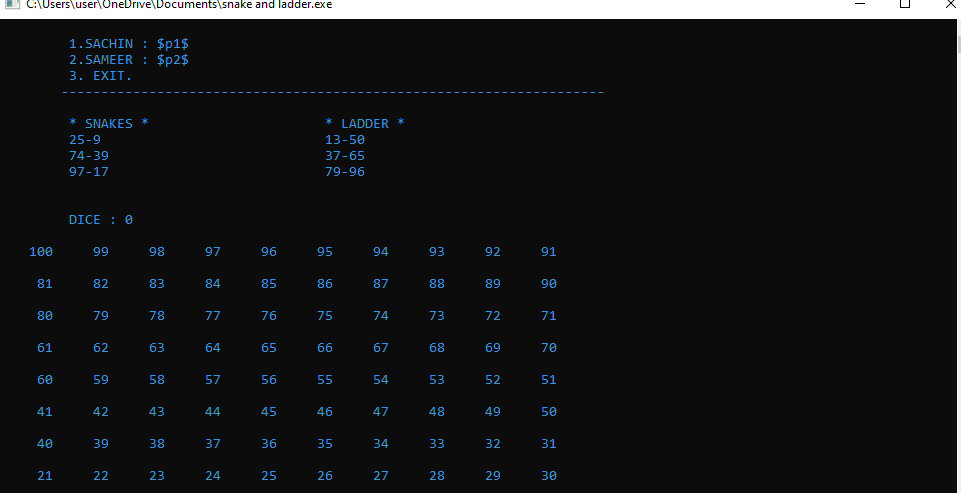 C:\Users\user\OneDrive\Documents\snake and ladder.exe
1.SACHIN : $p1$
2.SAMEER : $p2$
3. EXIT.
--------------------------------------------------------------------
* SNAKES * * LADDER *
25-9 13-50
74-39 37-65
97-17 79-96
DICE : 0
100 99 98 97 96 95 94 93 92 91
81 82 83 84 85 86 87 88 89 90
80 79 78 77 76 75 74 73 72 71
61 62 63 64 65 66 67 68 69 70
60 59 58 57 56 55 54 53 52 51
41 42 43 44 45 46 47 48 49 50
40 39 38 37 36 35 34 33 32 31
21 22 23 24 25 26 27 28 29 30